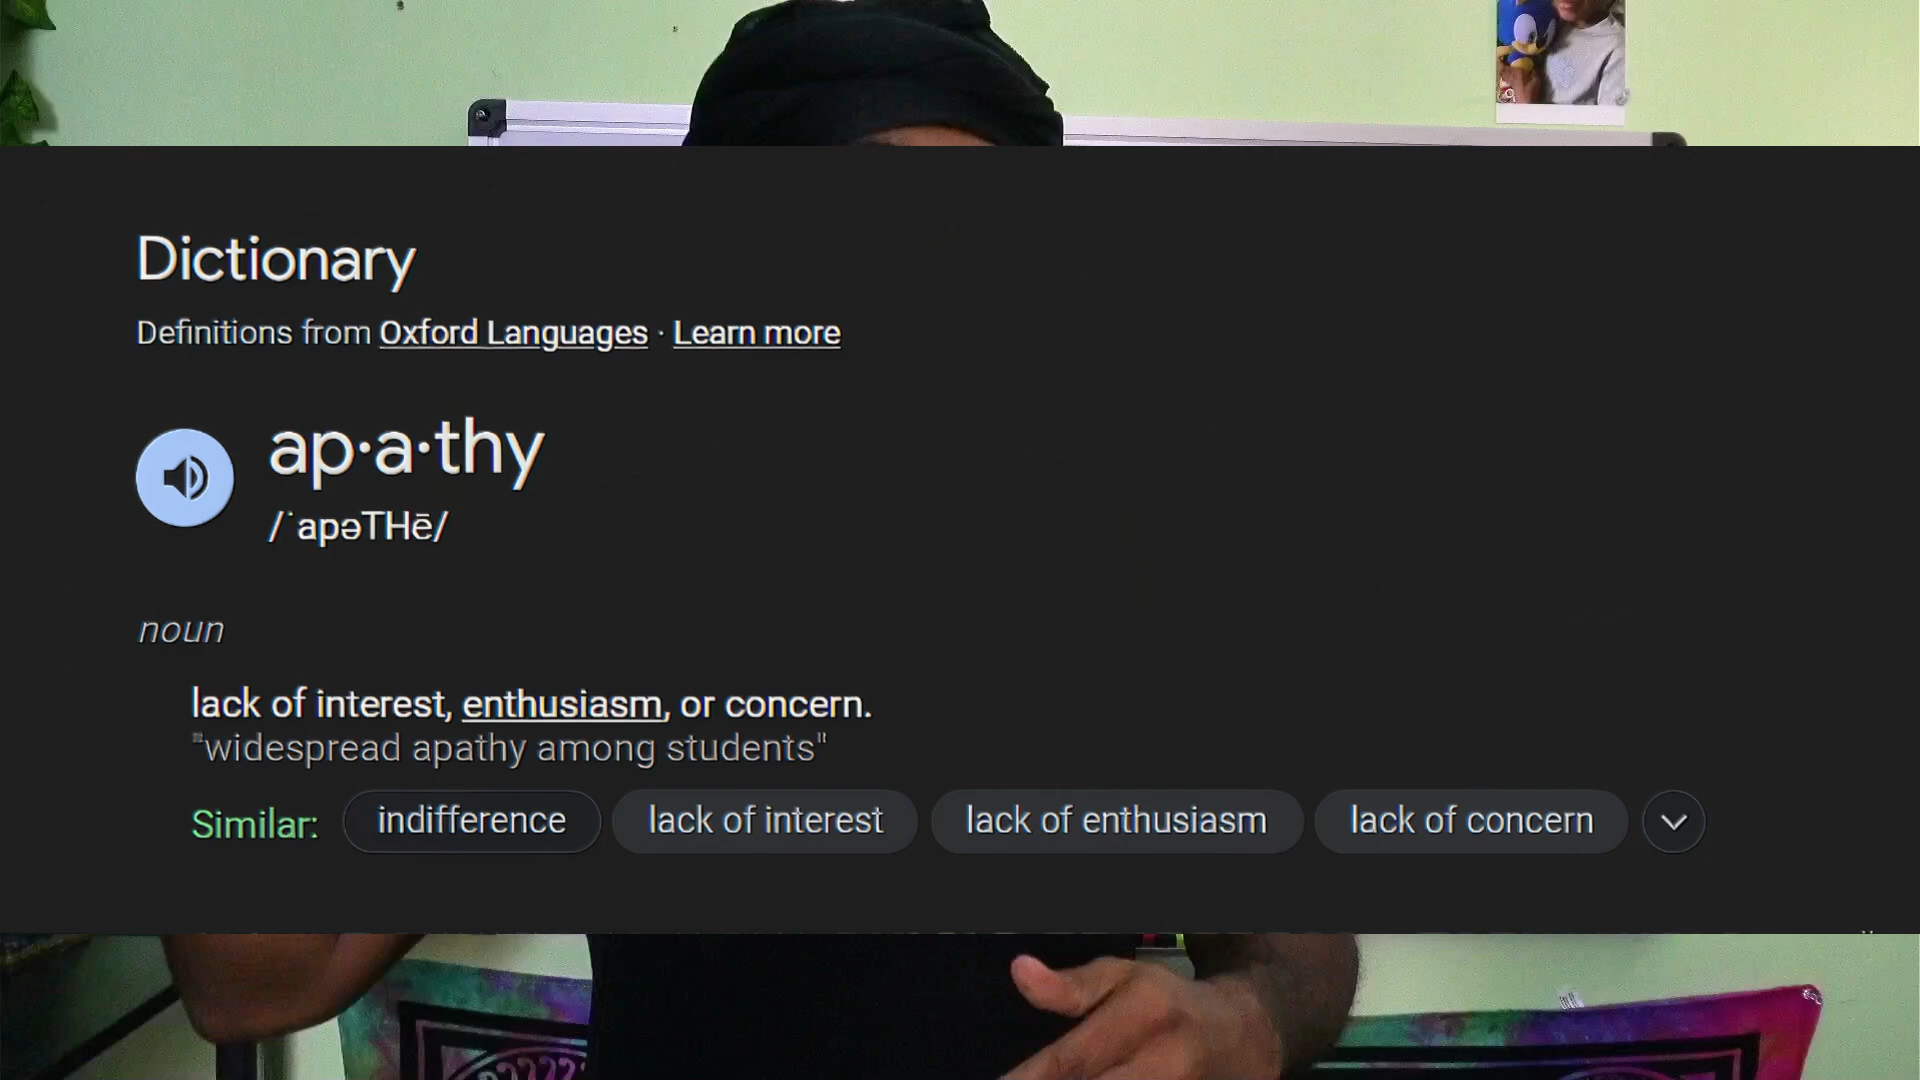 Dictionary
Definitions from Oxford Languages · Learn more
ap·a·thy
/ˈapəTHē/
noun
lack of interest, enthusiasm, or concern.
"widespread apathy among students"
Similar: indifference lack of interest lack of enthusiasm lack of concern